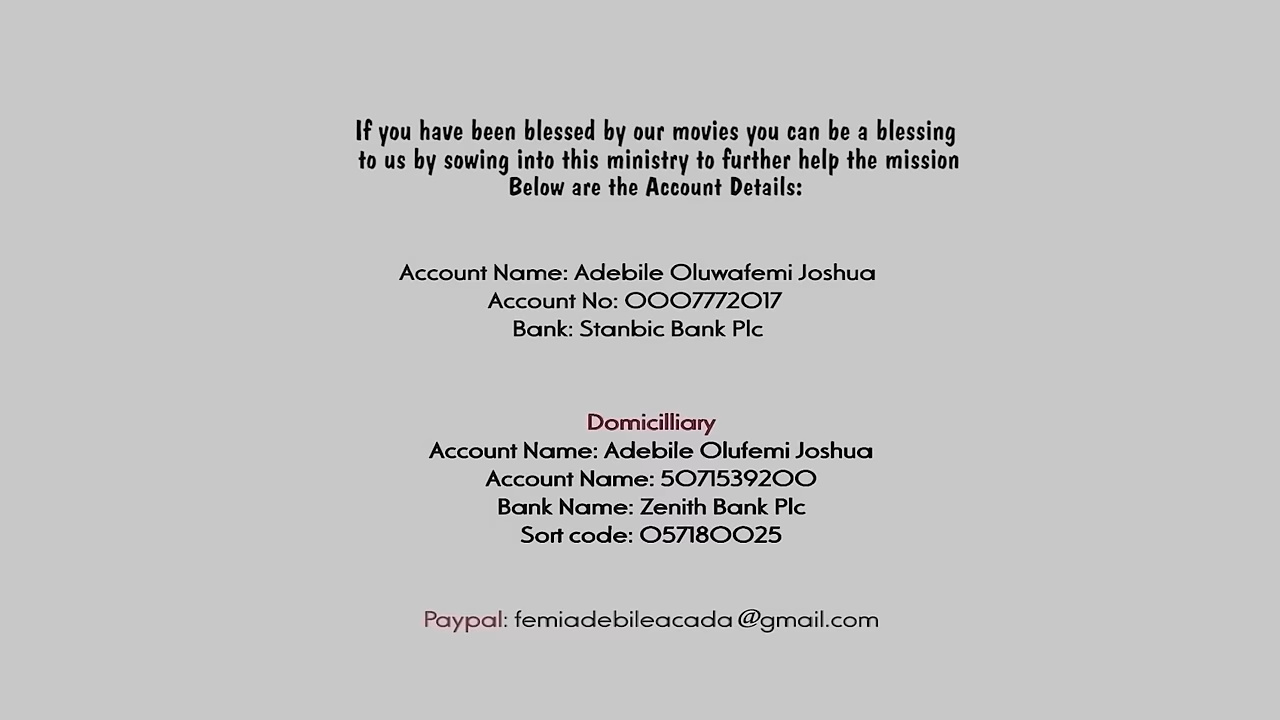 If you have been blessed by our movies you can be a blessing
to us by sowing into this ministry to further help the mission
Below are the Account Details:
Account Name: Adebile Oluwafemi Joshua
Account No: 0007772017
Bank: Stanbic Bank Plc
Domicilliary
Account Name: Adebile Olufemi Joshua
Account Name: 5071539200
Bank Name: Zenith Bank Plc
Sort code: 057180025
Paypal: femiadebileacada@gmail.com